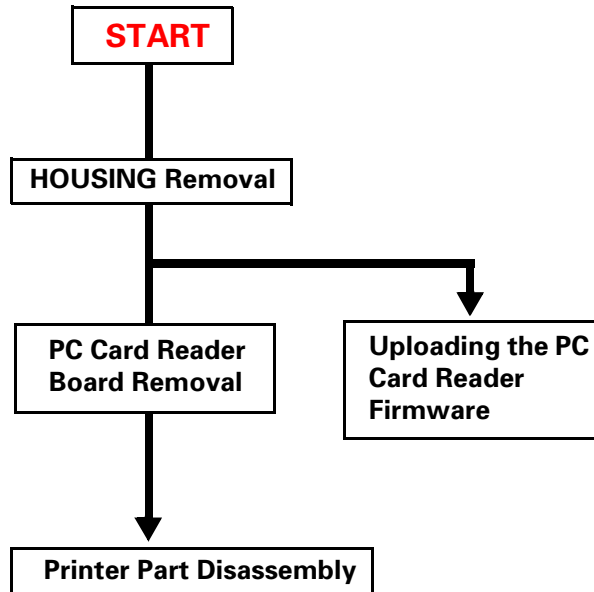 START
HOUSING Removal
PC Card Reader
Board Removal
Uploading the PC
Card Reader
Firmware
Printer Part Disassembly